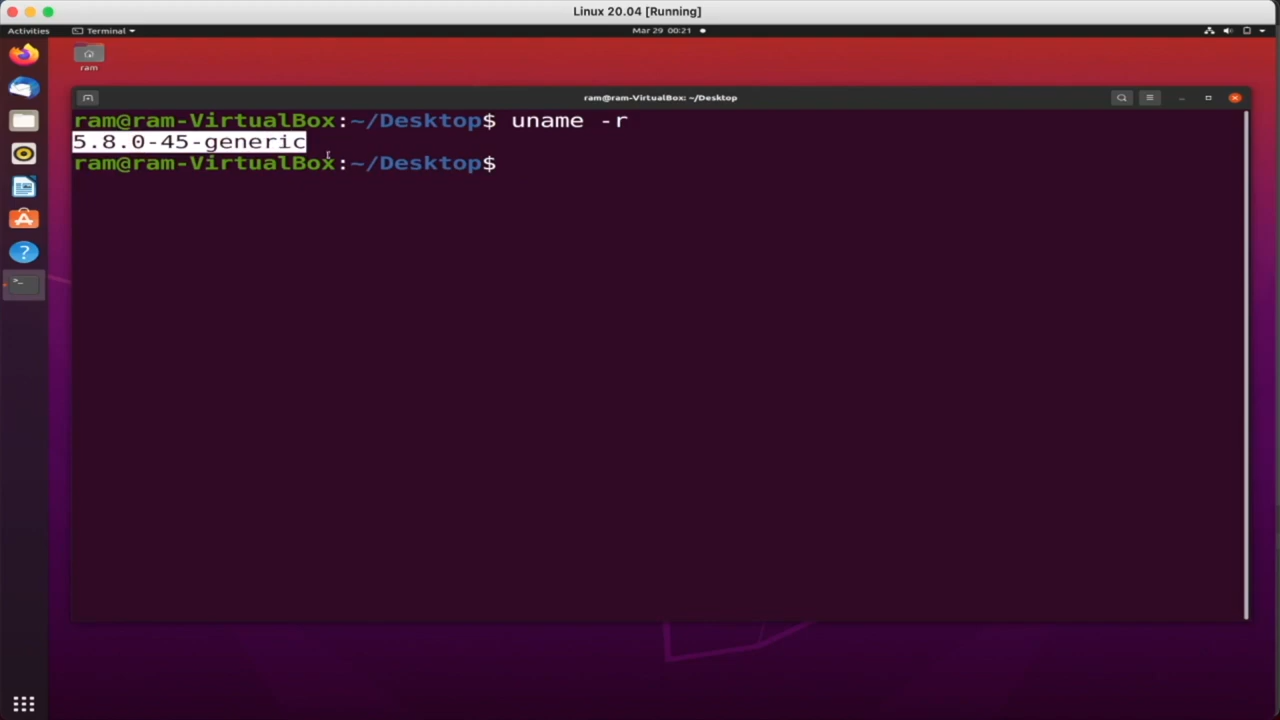 Linux 20.04 [Running]
Activities
Terminal
Mar 29 00:21
ram
ram@ram-VirtualBox: ~/Desktop
ram@ram-VirtualBox:~/Desktop$ uname -r
5.8.0-45-generic
ram@ram-VirtualBox:~/Desktop$